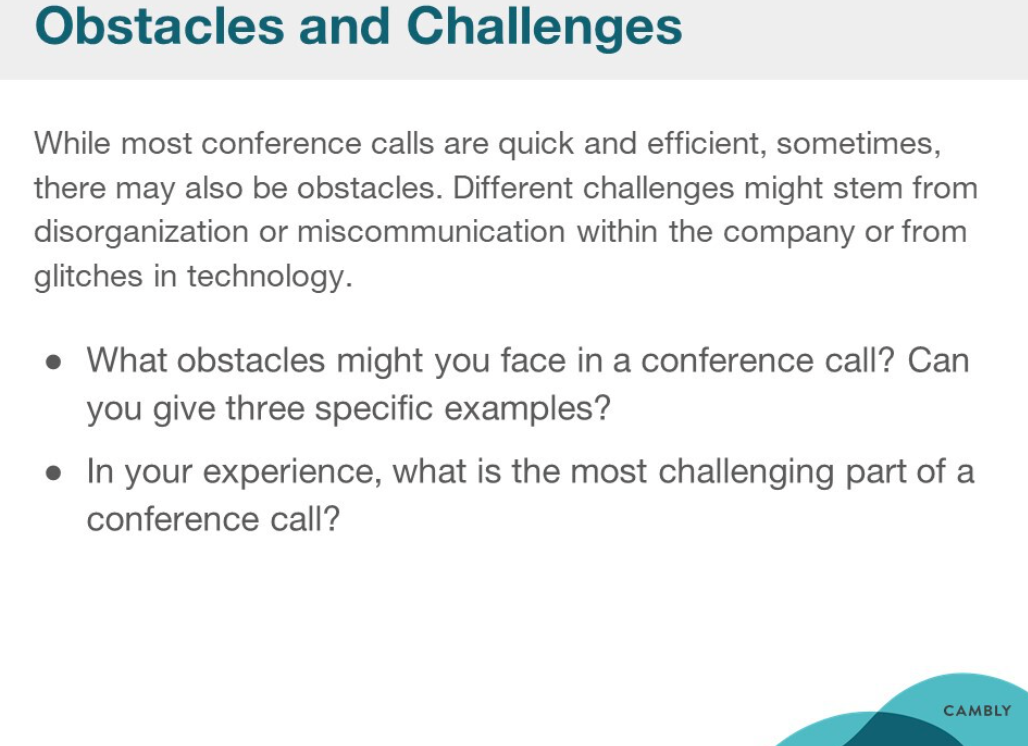 Obstacles and Challenges
While most conference calls are quick and efficient, sometimes,
there may also be obstacles. Different challenges might stem from
disorganization or miscommunication within the company or from
glitches in technology.
● What obstacles might you face in a conference call? Can
you give three specific examples?
● In your experience, what is the most challenging part of a
conference call?
CAMBLY